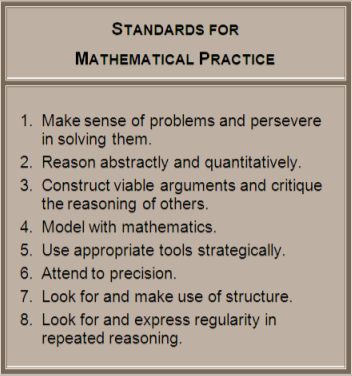 STANDARDS FOR
MATHEMATICAL PRACTICE
1. Make sense of problems and persevere
in solving them.
2. Reason abstractly and quantitatively.
3. Construct viable arguments and critique
the reasoning of others.
4. Model with mathematics.
5. Use appropriate tools strategically.
6. Attend to precision.
7. Look for and make use of structure.
8. Look for and express regularity in
repeated reasoning.